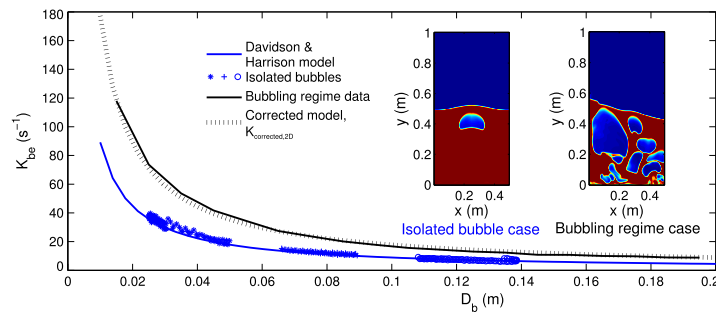 180
160
140
120
100
80
60
40
20
0
K_be (s⁻¹)
0
0.02
0.04
0.06
0.08
0.1
0.12
0.14
0.16
0.18
0.2
D_b (m)
Davidson &
Harrison model
Isolated bubbles
Bubbling regime data
Corrected model,
K_corrected,2D
1
0.8
0.6
0.4
0.2
0
y (m)
0.2 0.4
x (m)
Isolated bubble case
1
0.8
0.6
0.4
0.2
0
y (m)
0.2 0.4
x (m)
Bubbling regime case